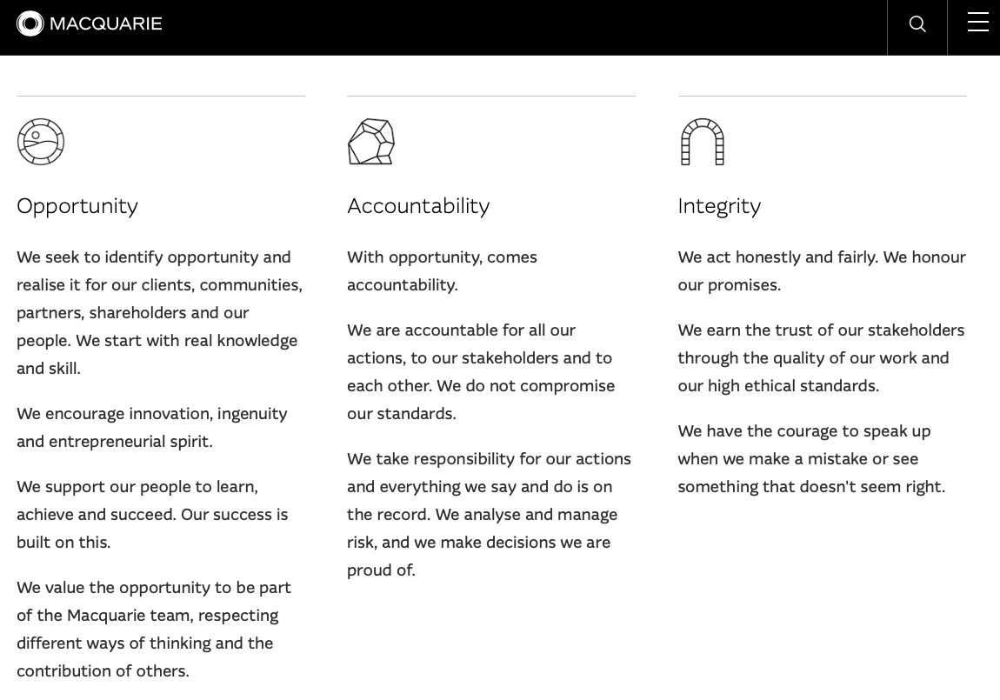 MACQUARIE
Opportunity
We seek to identify opportunity and
realise it for our clients, communities,
partners, shareholders and our
people. We start with real knowledge
and skill.
We encourage innovation, ingenuity
and entrepreneurial spirit.
We support our people to learn,
achieve and succeed. Our success is
built on this.
We value the opportunity to be part
of the Macquarie team, respecting
different ways of thinking and the
contribution of others.
Accountability
With opportunity, comes
accountability.
We are accountable for all our
actions, to our stakeholders and to
each other. We do not compromise
our standards.
We take responsibility for our actions
and everything we say and do is on
the record. We analyse and manage
risk, and we make decisions we are
proud of.
Integrity
We act honestly and fairly. We honour
our promises.
We earn the trust of our stakeholders
through the quality of our work and
our high ethical standards.
We have the courage to speak up
when we make a mistake or see
something that doesn't seem right.